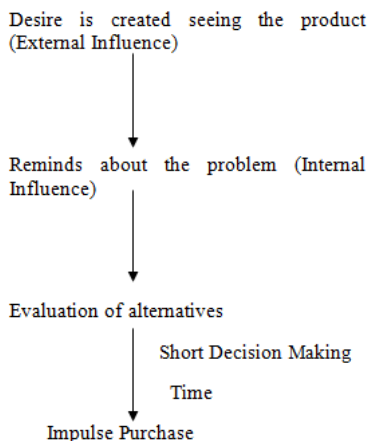 Desire is created seeing the product
(External Influence)
Reminds about the problem (Internal
Influence)
Evaluation of alternatives
Short Decision Making
Time
Impulse Purchase